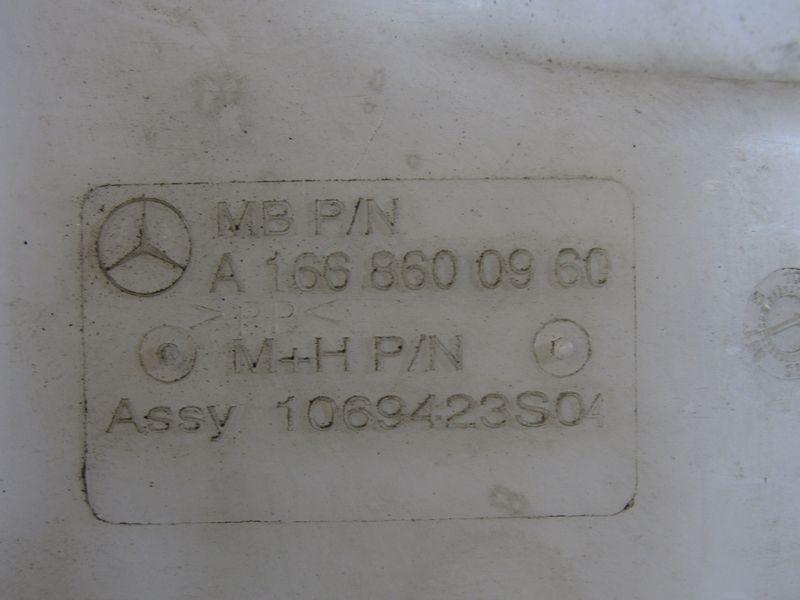 MB P/N
A 166 860 09 60
>PP<
M+H P/N
Assy 1069423S04